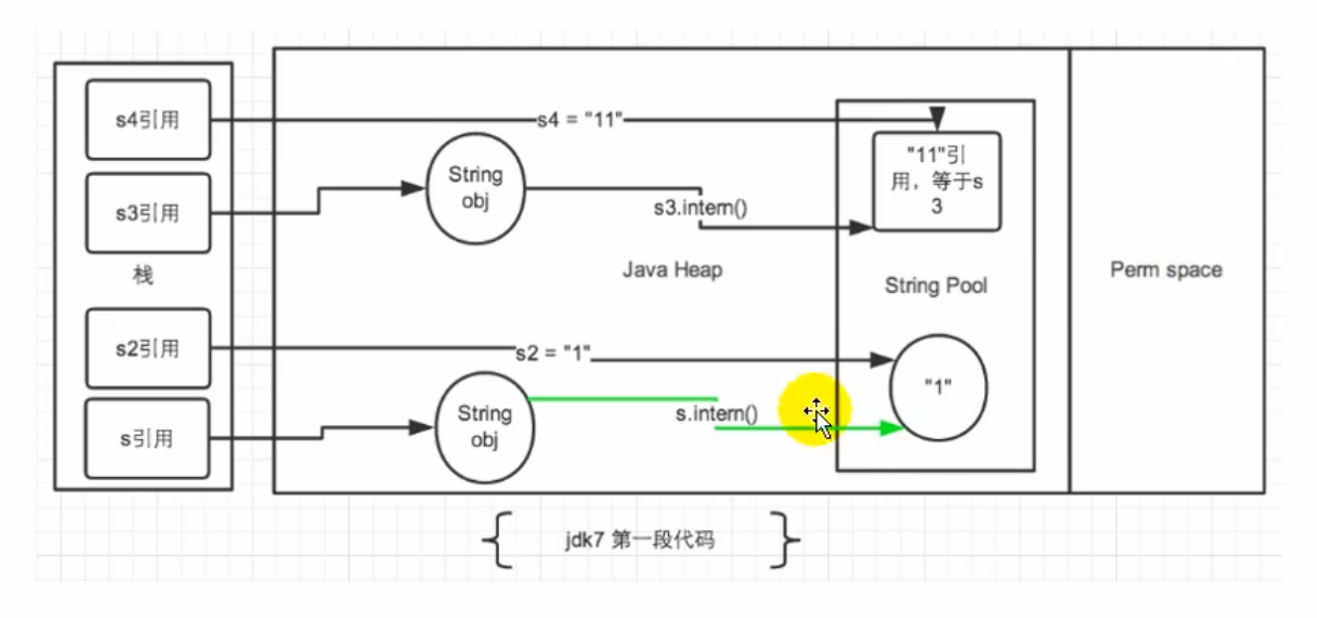 s4引用
s4 = "11"
"11"引
用，等于s
3
String
obj
s3引用
s3.intern()
栈
Java Heap
String Pool
Perm space
s2引用
s2 = "1"
"1"
String
obj
s.intern()
s引用
jdk7 第一段代码